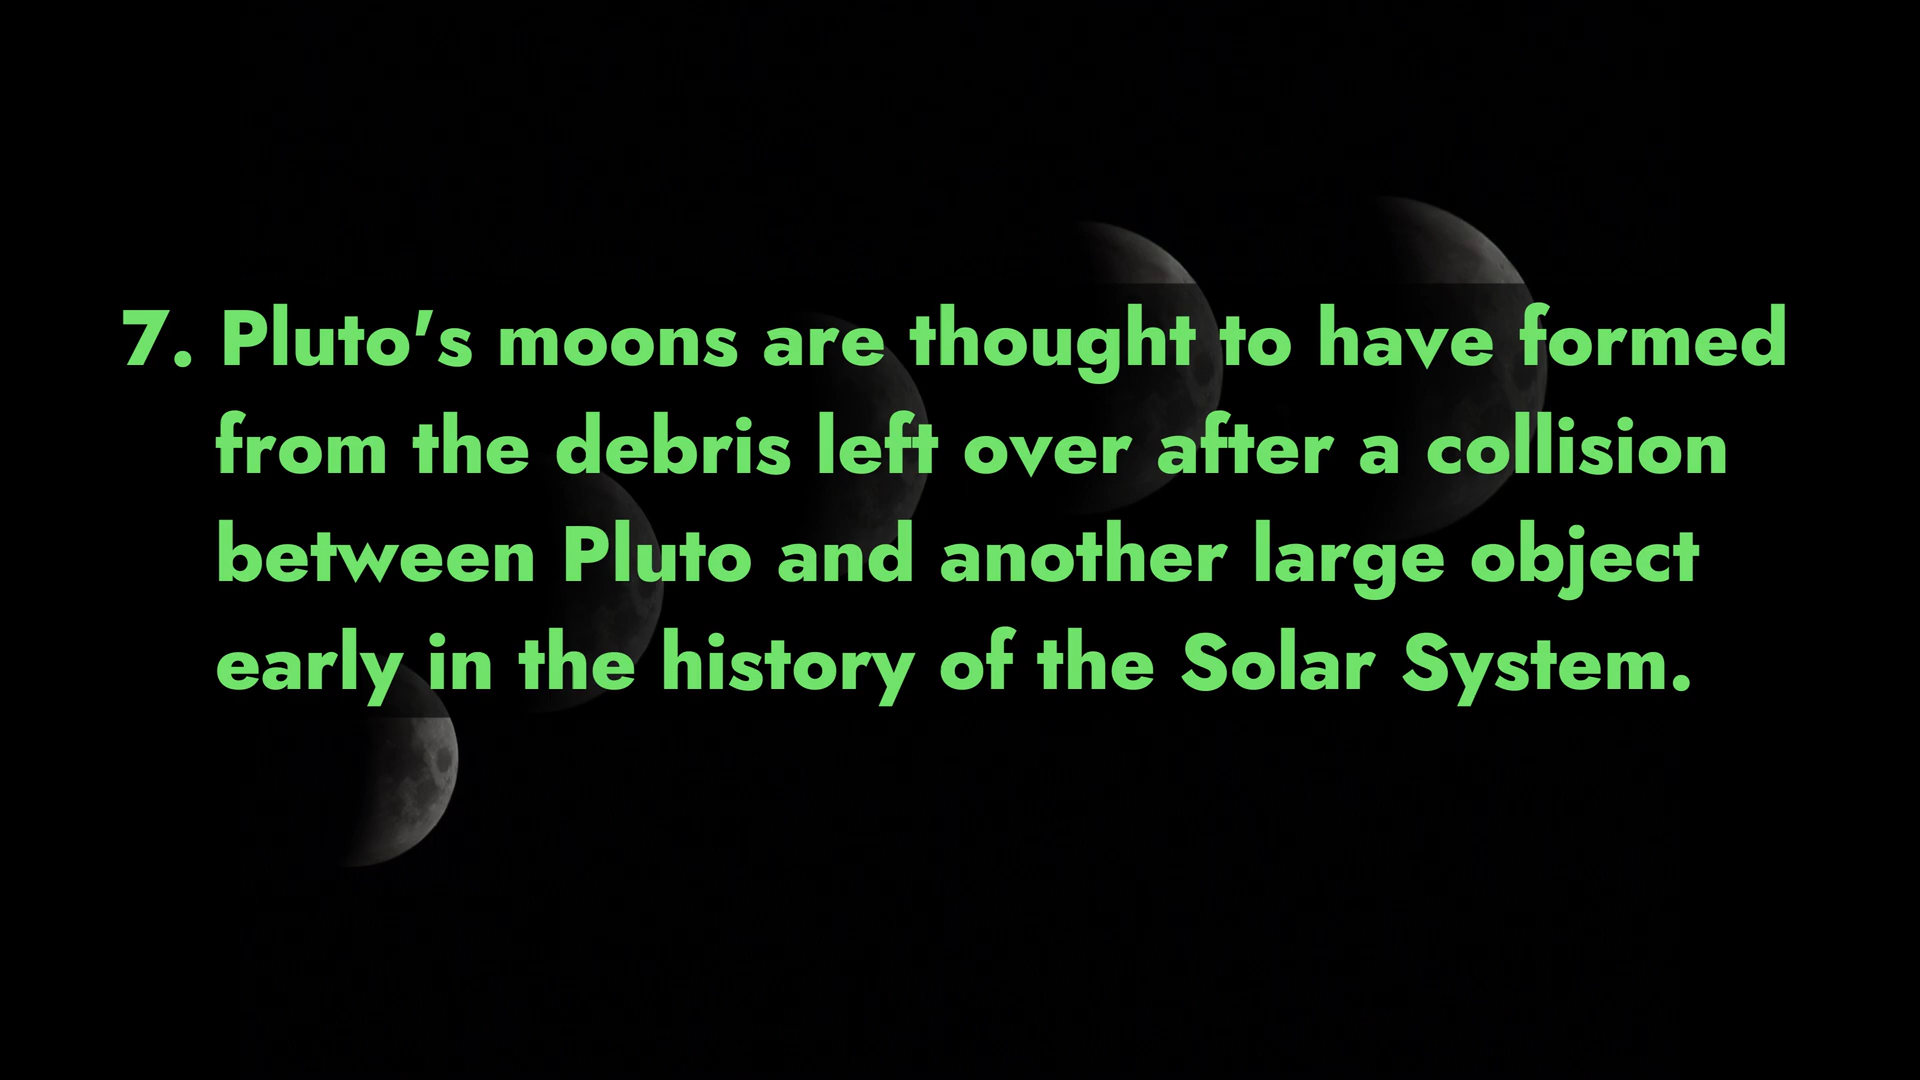 7. Pluto's moons are thought to have formed
from the debris left over after a collision
between Pluto and another large object
early in the history of the Solar System.